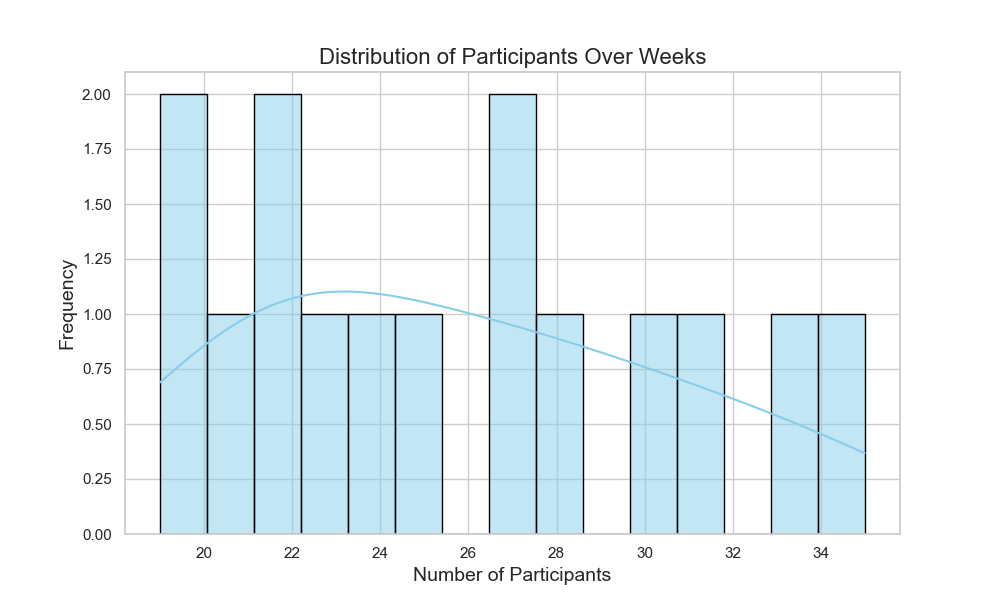 Distribution of Participants Over Weeks
Frequency
2.00
1.75
1.50
1.25
1.00
0.75
0.50
0.25
0.00
20 22 24 26 28 30 32 34
Number of Participants